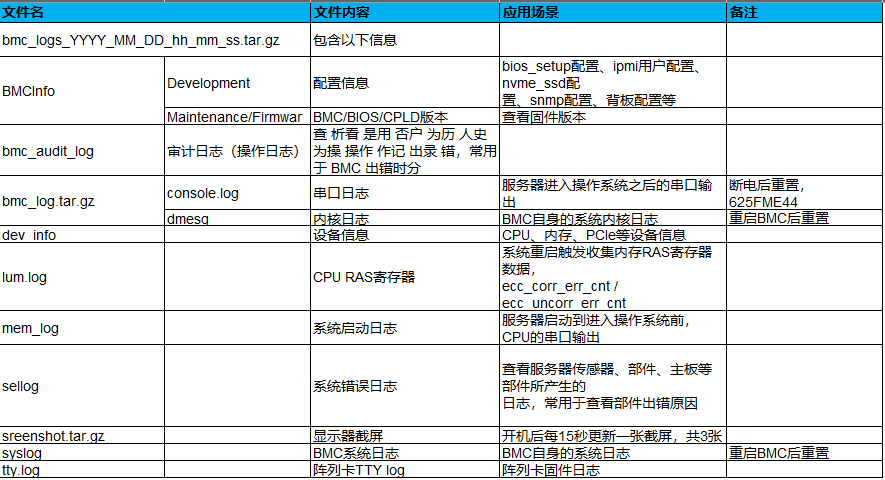 文件名 文件内容 应用场景 备注
bmc_logs_YYYY_MM_DD_hh_mm_ss.tar.gz 包含以下信息
BMCInfo Development 配置信息 bios_setup配置、ipmi用户配置、
nvme_ssd配
置、snmp配置、背板配置等
Maintenance/Firmwar BMC/BIOS/CPLD版本 查看固件版本
bmc_audit_log 审计日志（操作日志） 查 析看 是用 否户 为历 人史
为操 操作 作记 出录 错，常用
于 BMC 出错时分
bmc_log.tar.gz console.log 串口日志 服务器进入操作系统之后的串口输
出 断电后重置，
625FME44
dmesg 内核日志 BMC自身的系统内核日志 重启BMC后重置
dev_info 设备信息 CPU、内存、PCIe等设备信息
lum.log CPU RAS寄存器 系统重启触发收集内存RAS寄存器
数据，
ecc_corr_err_cnt /
ecc_uncorr_err_cnt
mem_log 系统启动日志 服务器启动到进入操作系统前，
CPU的串口输出
sellog 系统错误日志 查看服务器传感器、部件、主板等
部件所产生的
日志，常用于查看部件出错原因
sreenshot.tar.gz 显示器截屏 开机后每15秒更新一张截屏，共3张
syslog BMC系统日志 BMC自身的系统日志 重启BMC后重置
tty.log 阵列卡TTY log 阵列卡固件日志